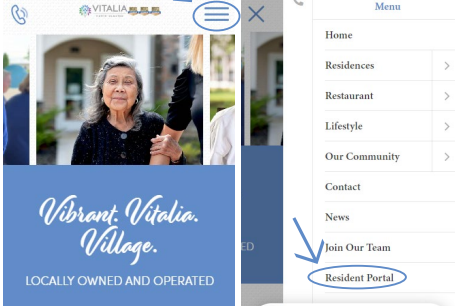 VITALIA
Vibrant. Vitalia.
Village.
LOCALLY OWNED AND OPERATED
ED
Menu
Home
Residences
Restaurant
Lifestyle
Our Community
Contact
News
Join Our Team
Resident Portal